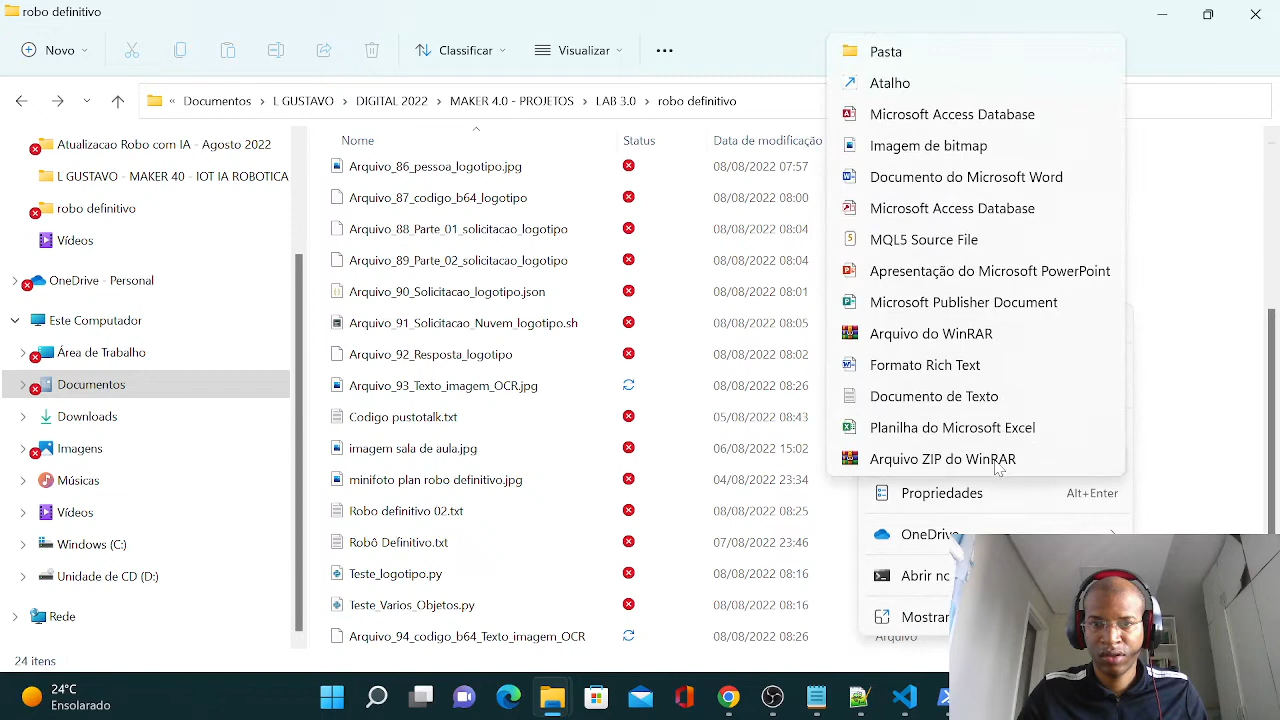 robo definitivo
Novo
Classificar
Visualizar
« Documentos > L GUSTAVO > DIGITAL 2022 > MAKER 4.0 - PROJETOS > LAB 3.0 > robo definitivo
Atualizacao Robo com IA - Agosto 2022
L GUSTAVO - MAKER 40 - IOT IA ROBOTICA
robo definitivo
Vídeos
OneDrive - Personal
Este Computador
Área de Trabalho
Documentos
Downloads
Imagens
Músicas
Vídeos
Windows (C:)
Unidade de CD (D:)
Rede
Nome Status Data de modificação
Arquivo_86_pessoa_logotipo.jpg 08/08/2022 07:57
Arquivo_87_codigo_b64_logotipo 08/08/2022 08:00
Arquivo_88_Parte_01_solicitacao_logotipo 08/08/2022 08:04
Arquivo_89_Parte_02_solicitacao_logotipo 08/08/2022 08:04
Arquivo_90_Solicitacao_logotipo.json 08/08/2022 08:01
Arquivo_91_Solicitacao_Nuvem_logotipo.sh 08/08/2022 08:05
Arquivo_92_Resposta_logotipo 08/08/2022 08:02
Arquivo_93_Texto_imagem_OCR.jpg 08/08/2022 08:26
Codigo puxotalk.txt 05/08/2022 08:43
imagem sala de aula.jpg 06/08/2022 15:02
Inifoto plan robo definitivo.jpg 04/08/2022 23:34
Robo definitivo 02.txt 08/08/2022 08:25
Robô Definitivo.txt 07/08/2022 23:46
Teste_logotipo.py 08/08/2022 08:16
Teste_Varios_Objetos.py 08/08/2022 08:16
Arquivo_94_codigo_b64_Texto_imagem_OCR 08/08/2022 08:26
Arquivo
Pasta
Atalho
Microsoft Access Database
Imagem de bitmap
Documento do Microsoft Word
Microsoft Access Database
MQL5 Source File
Apresentação do Microsoft PowerPoint
Microsoft Publisher Document
Arquivo do WinRAR
Formato Rich Text
Documento de Texto
Planilha do Microsoft Excel
Arquivo ZIP do WinRAR
Propriedades Alt+Enter
OneDrive
Abrir no
Mostrar
24 itens
24°C